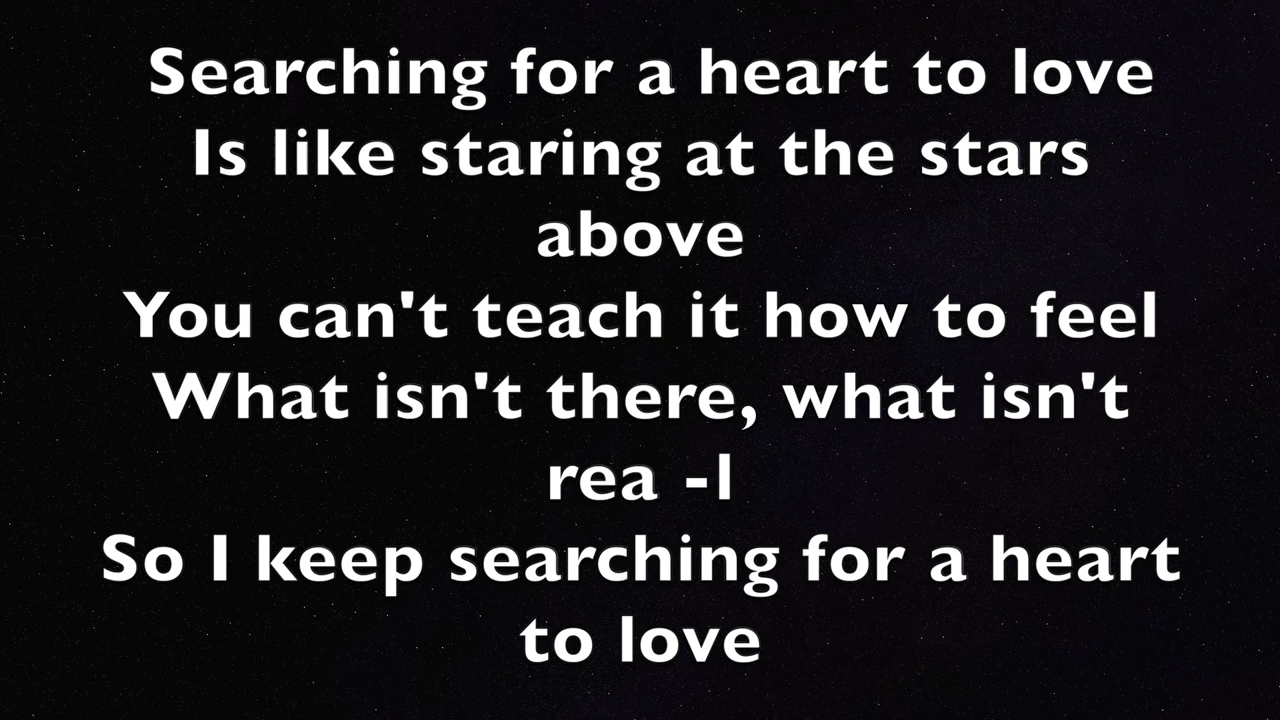 Searching for a heart to love
Is like staring at the stars
above
You can't teach it how to feel
What isn't there, what isn't
rea -l
So I keep searching for a heart
to love